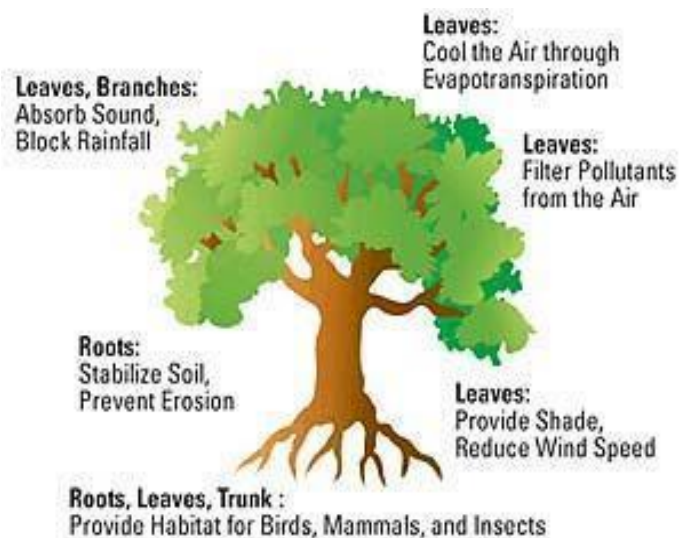 Leaves:
Cool the Air through
Evapotranspiration
Leaves, Branches:
Absorb Sound,
Block Rainfall
Leaves:
Filter Pollutants
from the Air
Roots:
Stabilize Soil,
Prevent Erosion
Leaves:
Provide Shade,
Reduce Wind Speed
Roots, Leaves, Trunk :
Provide Habitat for Birds, Mammals, and Insects